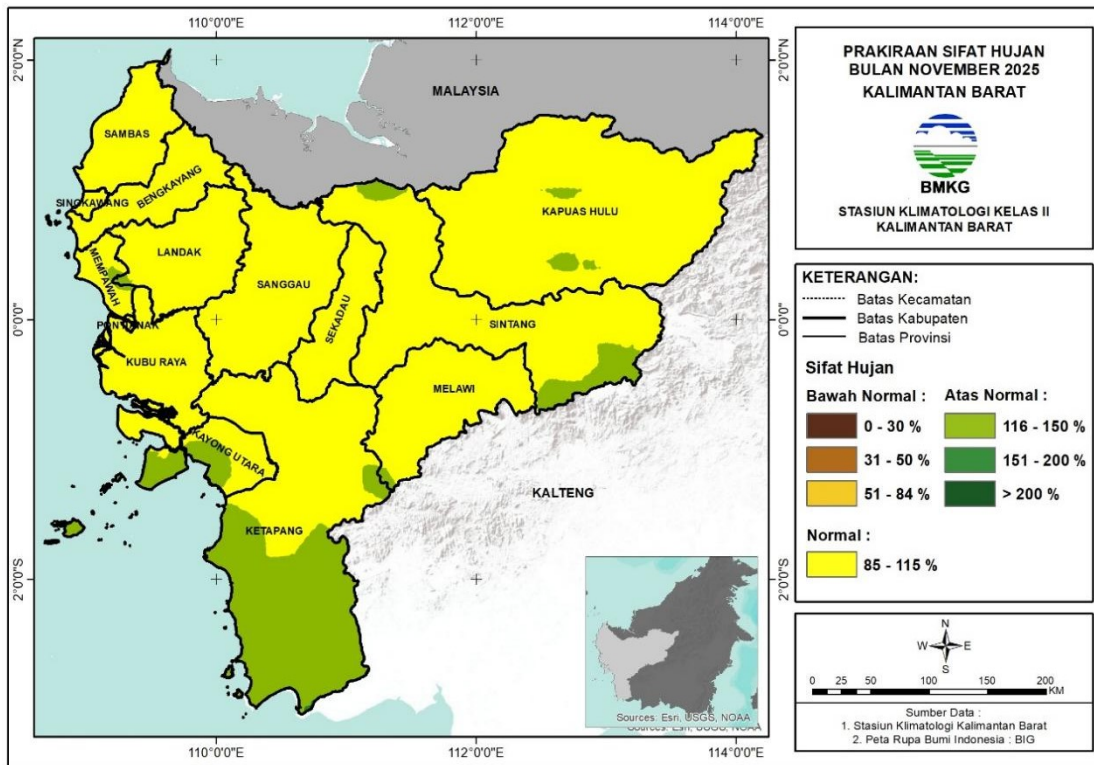 110°0'0"E
112°0'0"E
114°0'0"E
2°0'0"N
0°0'0"
2°0'0"S
MALAYSIA
SAMBAS
BENGKAYANG
SINGKAWANG
LANDAK
MEMPAWAH
PONTIANAK
KUBU RAYA
SANGGAU
SEKADAU
SINTANG
KAPUAS HULU
MELAWI
KAYONG UTARA
KETAPANG
KALTENG
2°0'0"N
0°0'0"
2°0'0"S
110°0'0"E
112°0'0"E
114°0'0"E
Sources: Esri, USGS, NOAA
Sources: Esri, USGS, NOAA
PRAKIRAAN SIFAT HUJAN
BULAN NOVEMBER 2025
KALIMANTAN BARAT
BMKG
STASIUN KLIMATOLOGI KELAS II
KALIMANTAN BARAT
KETERANGAN:
Batas Kecamatan
Batas Kabupaten
Batas Provinsi
Sifat Hujan
Bawah Normal :
0 - 30 %
31 - 50 %
51 - 84 %
Atas Normal :
116 - 150 %
151 - 200 %
> 200 %
Normal :
85 - 115 %
N
W E
S
0 25 50 100 150 200
KM
Sumber Data :
1. Stasiun Klimatologi Kalimantan Barat
2. Peta Rupa Bumi Indonesia : BIG